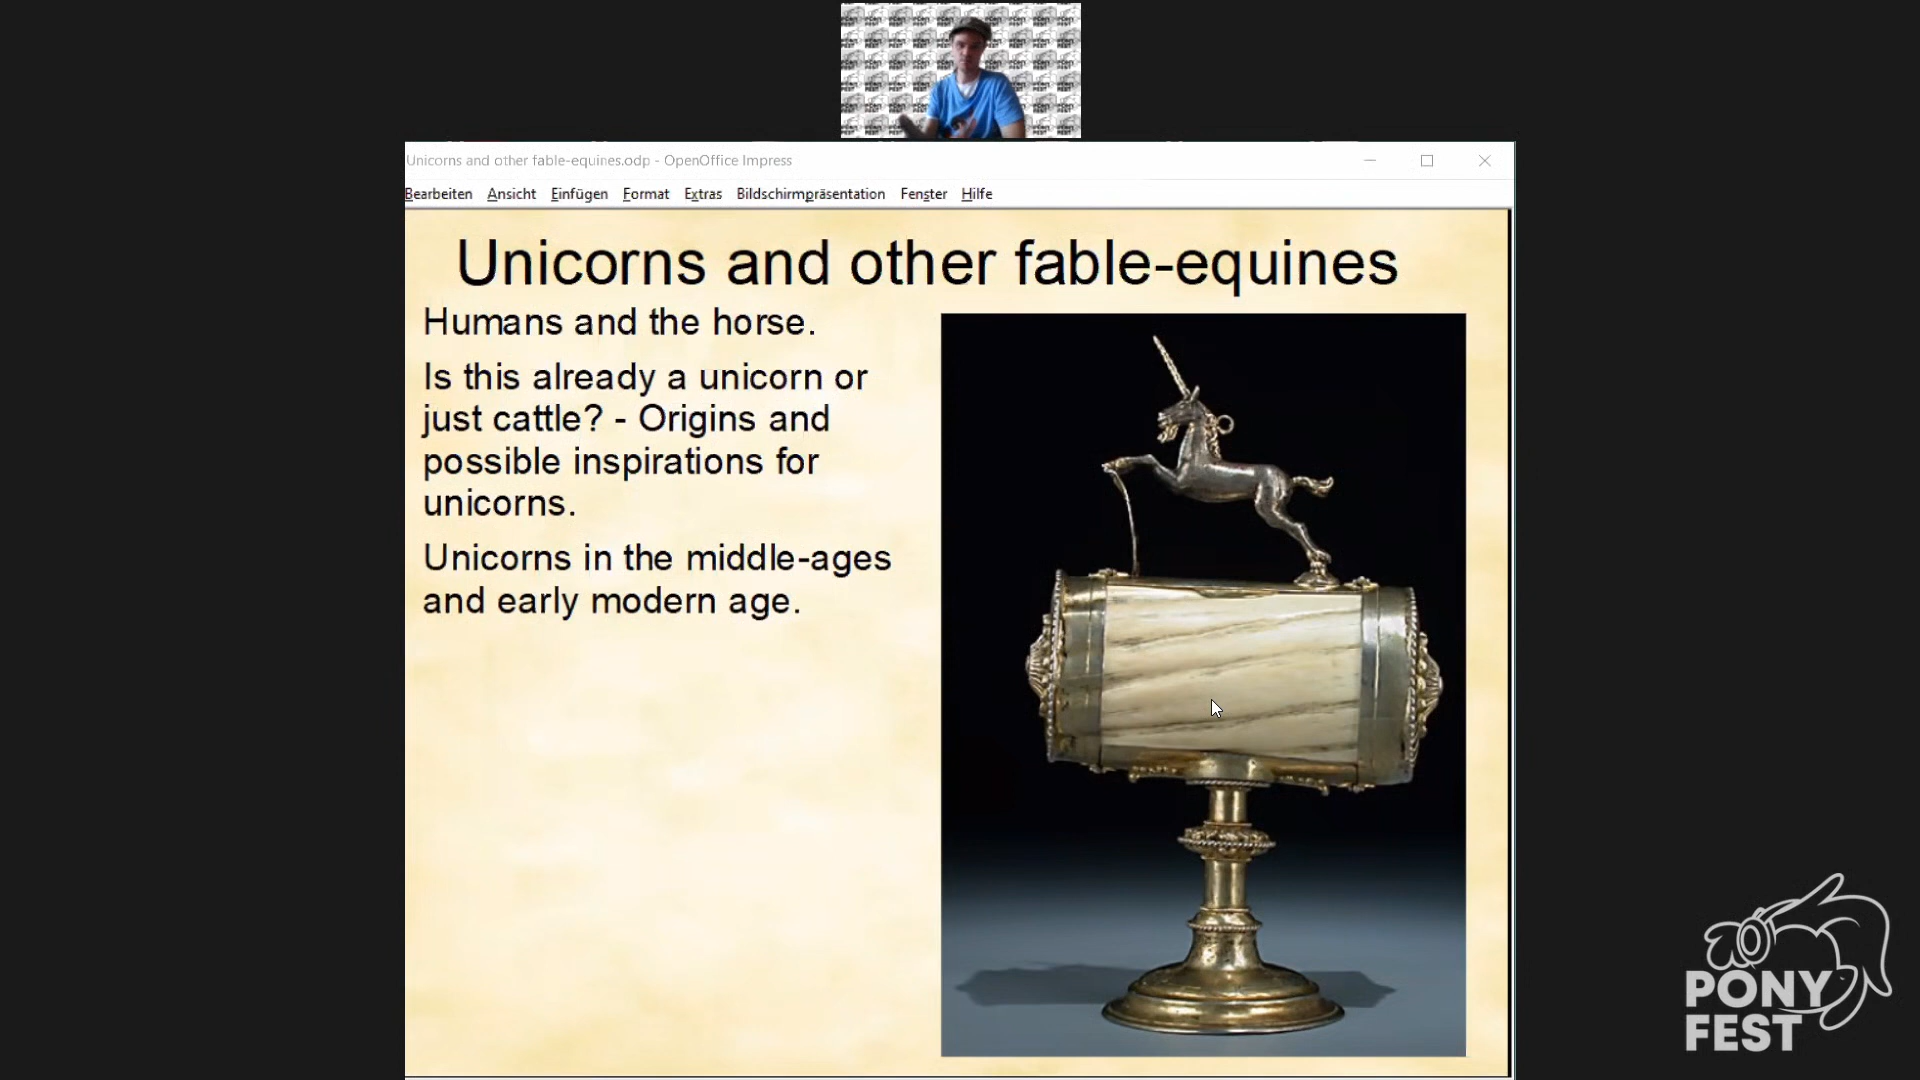 Unicorns and other fable-equines.odp - OpenOffice Impress
Bearbeiten Ansicht Einfügen Format Extras Bildschirmpräsentation Fenster Hilfe
Unicorns and other fable-equines
Humans and the horse.
Is this already a unicorn or
just cattle? - Origins and
possible inspirations for
unicorns.
Unicorns in the middle-ages
and early modern age.
PONY
FEST